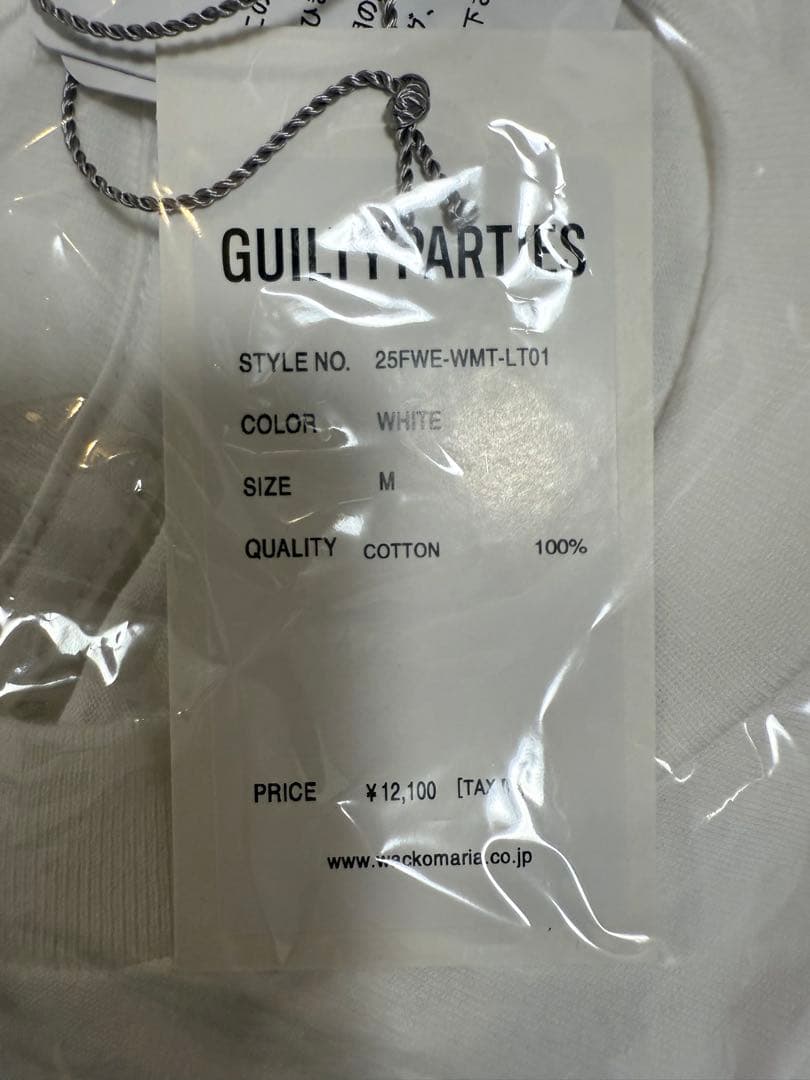 GUILTY PARTIES
STYLE NO. 25FWE-WMT-LT01
COLOR WHITE
SIZE M
QUALITY COTTON 100%
PRICE ¥12,100 [TAX
www.wackomaria.co.jp